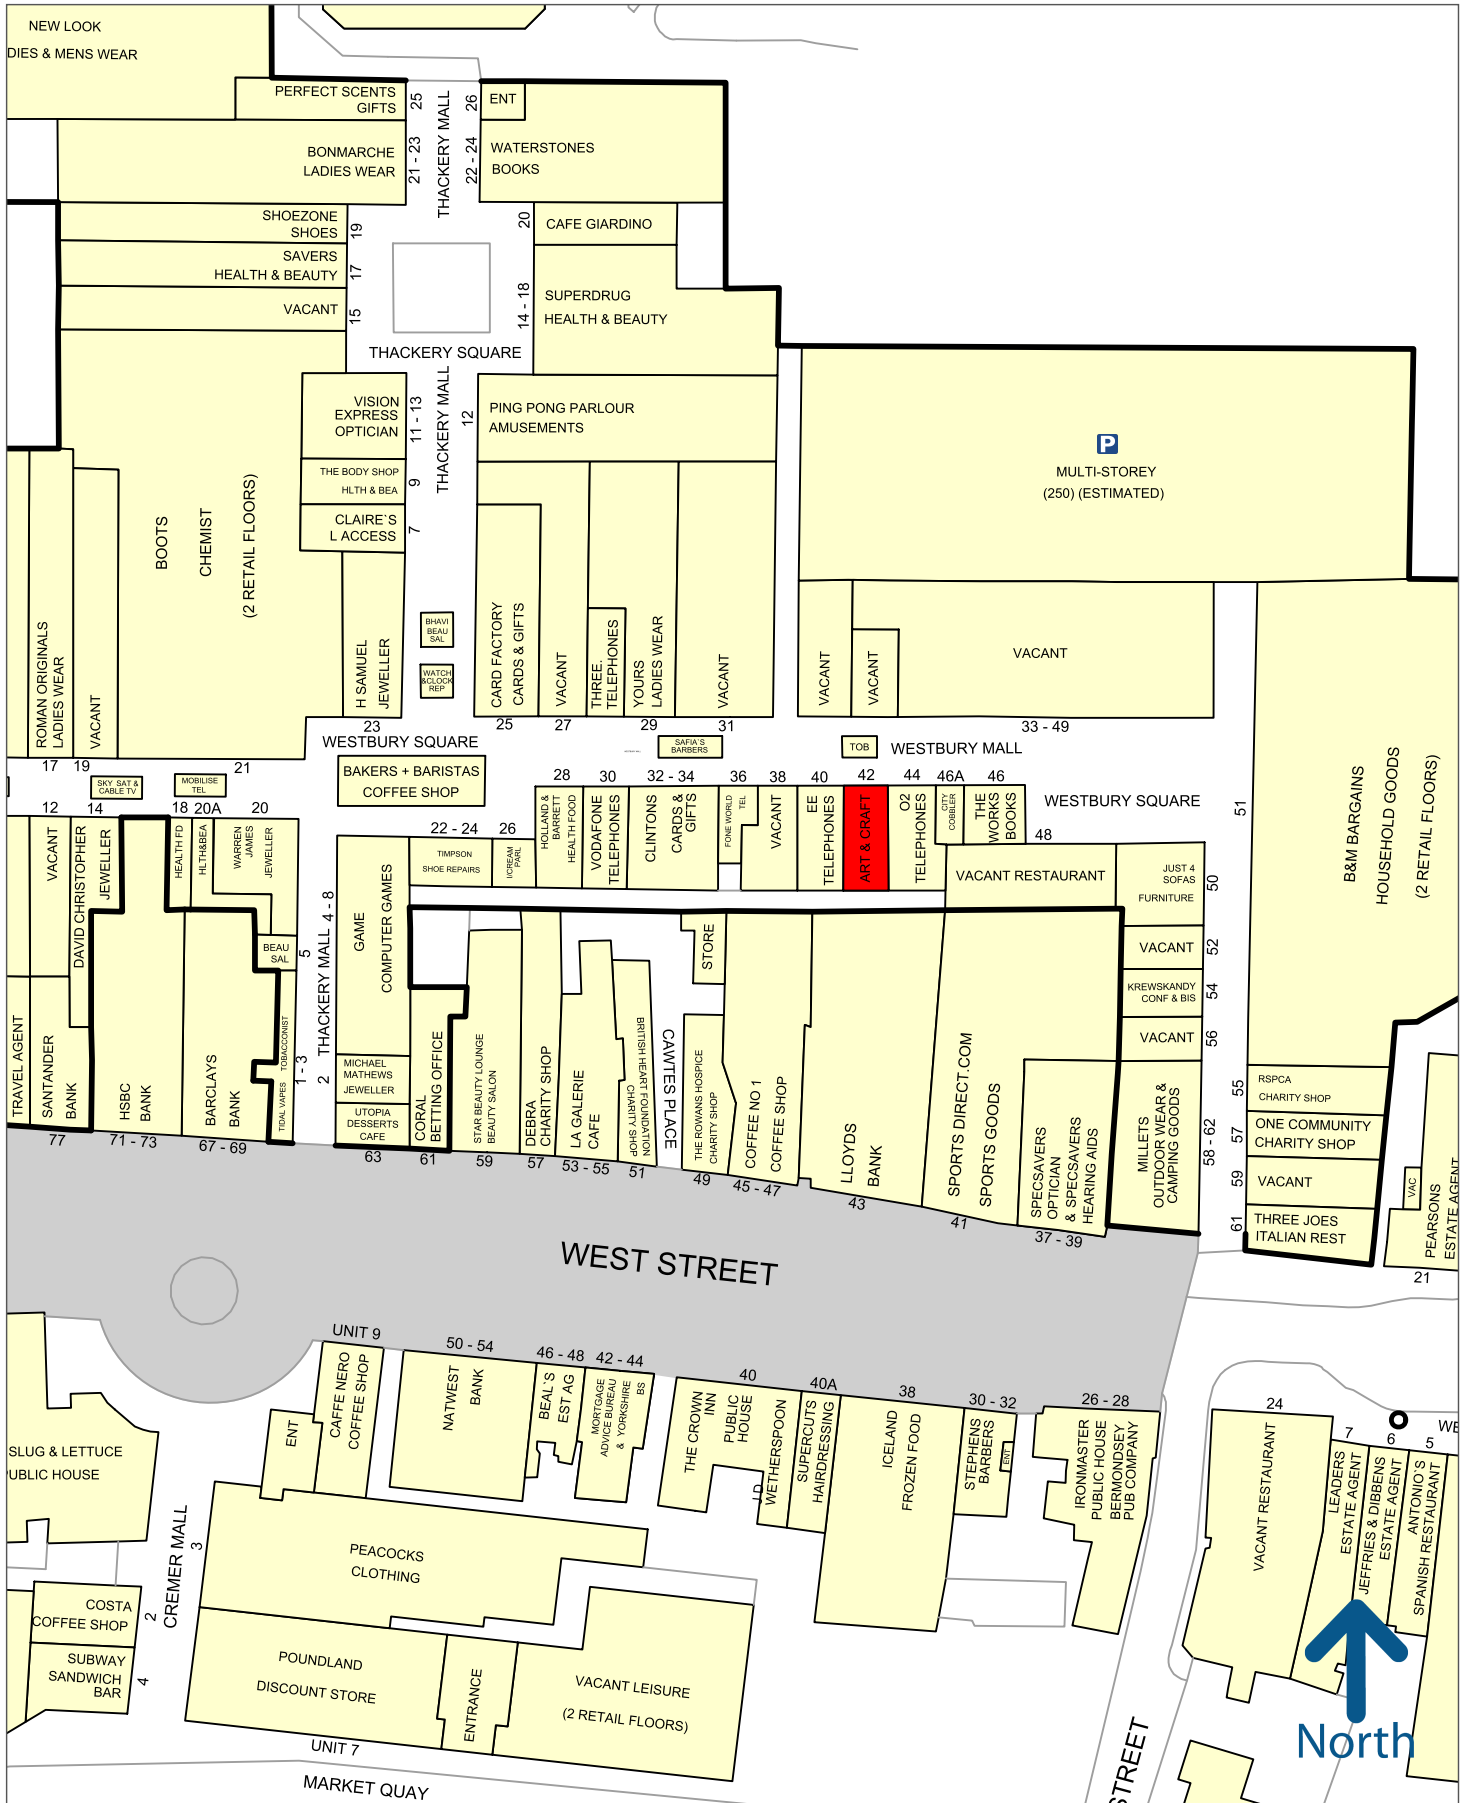 NEW LOOK
DIES & MENS WEAR
PERFECT SCENTS
GIFTS
25
THACKERY MALL
26
ENT
BONMARCHE
LADIES WEAR
21 - 23
22 - 24
WATERSTONES
BOOKS
SHOEZONE
SHOES
19
20
CAFE GIARDINO
SAVERS
HEALTH & BEAUTY
17
VACANT
15
14 - 18
SUPERDRUG
HEALTH & BEAUTY
THACKERY SQUARE
VISION
EXPRESS
OPTICIAN
11 - 13
THACKERY MALL
12
PING PONG PARLOUR
AMUSEMENTS
P
MULTI-STOREY
(250) (ESTIMATED)
THE BODY SHOP
HLTH & BEA
9
CLAIRE`S
L ACCESS
7
BOOTS
CHEMIST
(2 RETAIL FLOORS)
ROMAN ORIGINALS
LADIES WEAR
VACANT
H SAMUEL
JEWELLER
BHAVI
BEAU
SAL
WATCH
&CLOCK
REP
CARD FACTORY
CARDS & GIFTS
VACANT
THREE.
TELEPHONES
YOURS
LADIES WEAR
VACANT
VACANT
VACANT
VACANT
17
19
21
23
25
27
29
31
33 - 49
WESTBURY SQUARE
SAFIA`S
BARBERS
TOB
WESTBURY MALL
51
B&M BARGAINS
HOUSEHOLD GOODS
(2 RETAIL FLOORS)
SKY SAT &
CABLE TV
MOBILISE
TEL
BAKERS + BARISTAS
COFFEE SHOP
28
30
32 - 34
36
38
40
42
44
46A
46
WESTBURY SQUARE
12
14
18
20A
20
22 - 24
26
48
VACANT
DAVID CHRISTOPHER
JEWELLER
HEALTH FD
HLTH&BEA
WARREN
JAMES
JEWELLER
TIMPSON
SHOE REPAIRS
ICREAM
PARL
HOLLAND &
BARRETT
HEALTH FOOD
VODAFONE
TELEPHONES
CLINTONS
CARDS &
GIFTS
FONE WORLD
TEL
VACANT
EE
TELEPHONES
ART & CRAFT
O2
TELEPHONES
CITY
COBBLER
THE
WORKS
BOOKS
VACANT RESTAURANT
JUST 4
SOFAS
FURNITURE
50
VACANT
52
KREWSKANDY
CONF & BIS
54
VACANT
56
BEAU
SAL
5
THACKERY MALL
4 - 8
2
GAME
COMPUTER GAMES
STORE
TRAVEL AGENT
SANTANDER
BANK
HSBC
BANK
BARCLAYS
BANK
TIDAL VAPES
TOBACCONIST
1 - 3
MICHAEL
MATHEWS
JEWELLER
UTOPIA
DESSERTS
CAFE
CORAL
BETTING OFFICE
STAR BEAUTY LOUNGE
BEAUTY SALON
DEBRA
CHARITY SHOP
LA GALERIE
CAFE
BRITISH HEART FOUNDATION
CHARITY SHOP
CAWTES PLACE
THE ROWANS HOSPICE
CHARITY SHOP
COFFEE NO 1
COFFEE SHOP
LLOYDS
BANK
SPORTS DIRECT.COM
SPORTS GOODS
SPECSAVERS
OPTICIAN
& SPECSAVERS
HEARING AIDS
MILLETS
OUTDOOR WEAR &
CAMPING GOODS
58 - 62
55
RSPCA
CHARITY SHOP
57
ONE COMMUNITY
CHARITY SHOP
59
VACANT
61
THREE JOES
ITALIAN REST
VAC
PEARSONS
ESTATE AGENT
21
77
71 - 73
67 - 69
63
61
59
57
53 - 55
51
49
45 - 47
43
41
37 - 39
WEST STREET
UNIT 9
50 - 54
46 - 48
42 - 44
40
40A
38
30 - 32
26 - 28
24
7
6
5
WE
CAFFE NERO
COFFEE SHOP
ENT
NATWEST
BANK
BEAL`S
EST AG
MORTGAGE
ADVICE BUREAU
& YORKSHIRE
BS
THE CROWN
INN
PUBLIC
HOUSE
J D
WETHERSPOON
SUPERCUTS
HAIRDRESSING
ICELAND
FROZEN FOOD
STEPHENS
BARBERS
ENT
IRONMASTER
PUBLIC HOUSE
BERMONDSEY
PUB COMPANY
VACANT RESTAURANT
LEADERS
ESTATE AGENT
JEFFRIES & DIBBENS
ESTATE AGENT
ANTONIO`S
SPANISH RESTAURANT
SLUG & LETTUCE
PUBLIC HOUSE
CREMER MALL
3
PEACOCKS
CLOTHING
COSTA
COFFEE SHOP
2
SUBWAY
SANDWICH
BAR
4
POUNDLAND
DISCOUNT STORE
ENTRANCE
VACANT LEISURE
(2 RETAIL FLOORS)
UNIT 7
MARKET QUAY
STREET
North